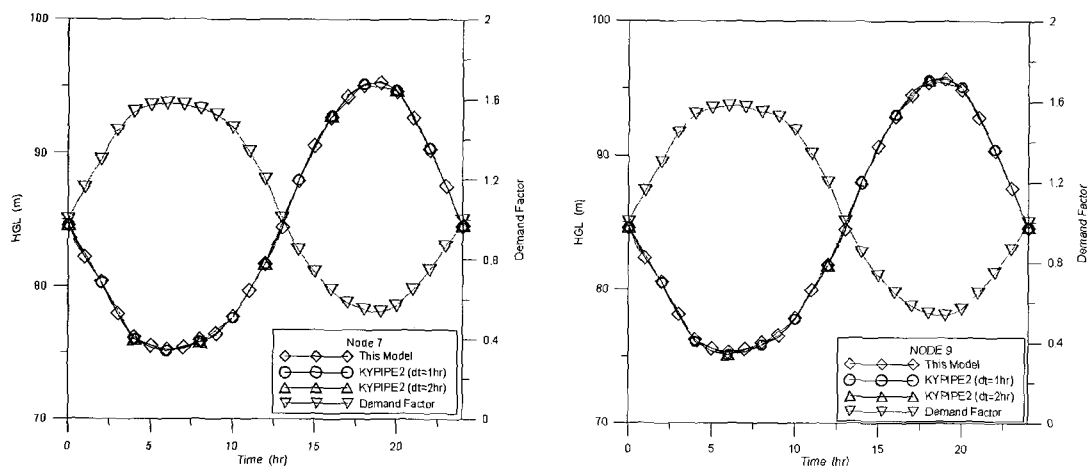 100
90
80
70
HGL (m)
2
1.6
1.2
0.8
0.4
0
Demand Factor
0
5
10
15
20
Time (hr)
Node 7
This Model
KYPIPE2 (dt=1hr)
KYPIPE2 (dt=2hr)
Demand Factor
100
90
80
70
HGL (m)
2
1.6
1.2
0.8
0.4
0
Demand Factor
0
5
10
15
20
Time (hr)
NODE 9
This Model
KYPIPE2 (dt=1hr)
KYPIPE2 (dt=2hr)
Demand Factor